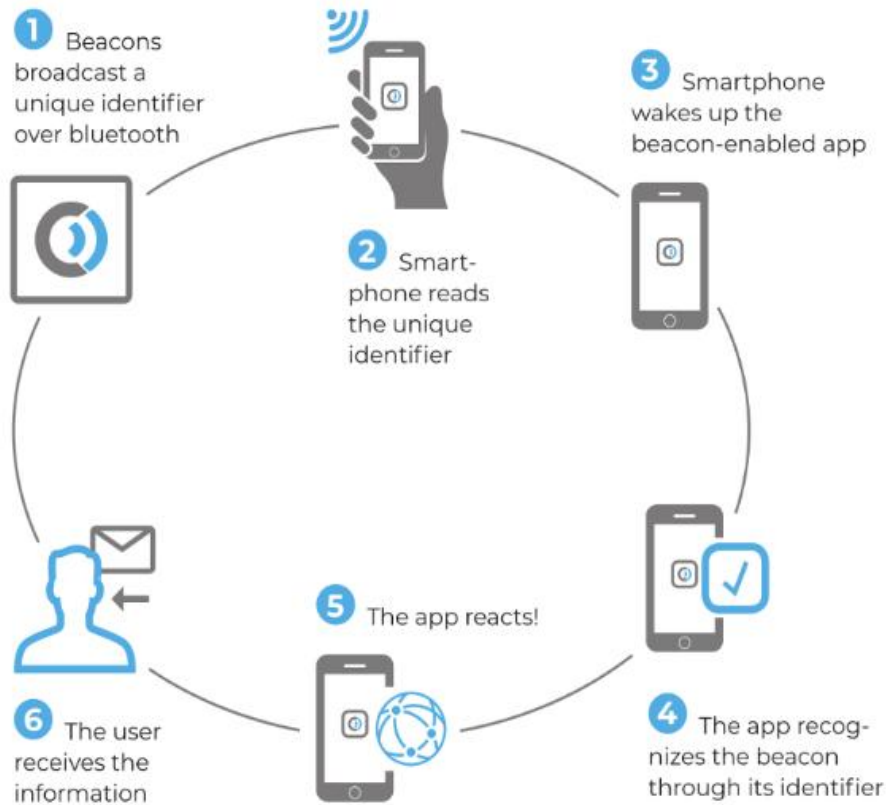 1 Beacons
broadcast a
unique identifier
over bluetooth
2 Smart-
phone reads
the unique
identifier
3 Smartphone
wakes up the
beacon-enabled app
4 The app recog-
nizes the beacon
through its identifier
5 The app reacts!
6 The user
receives the
information